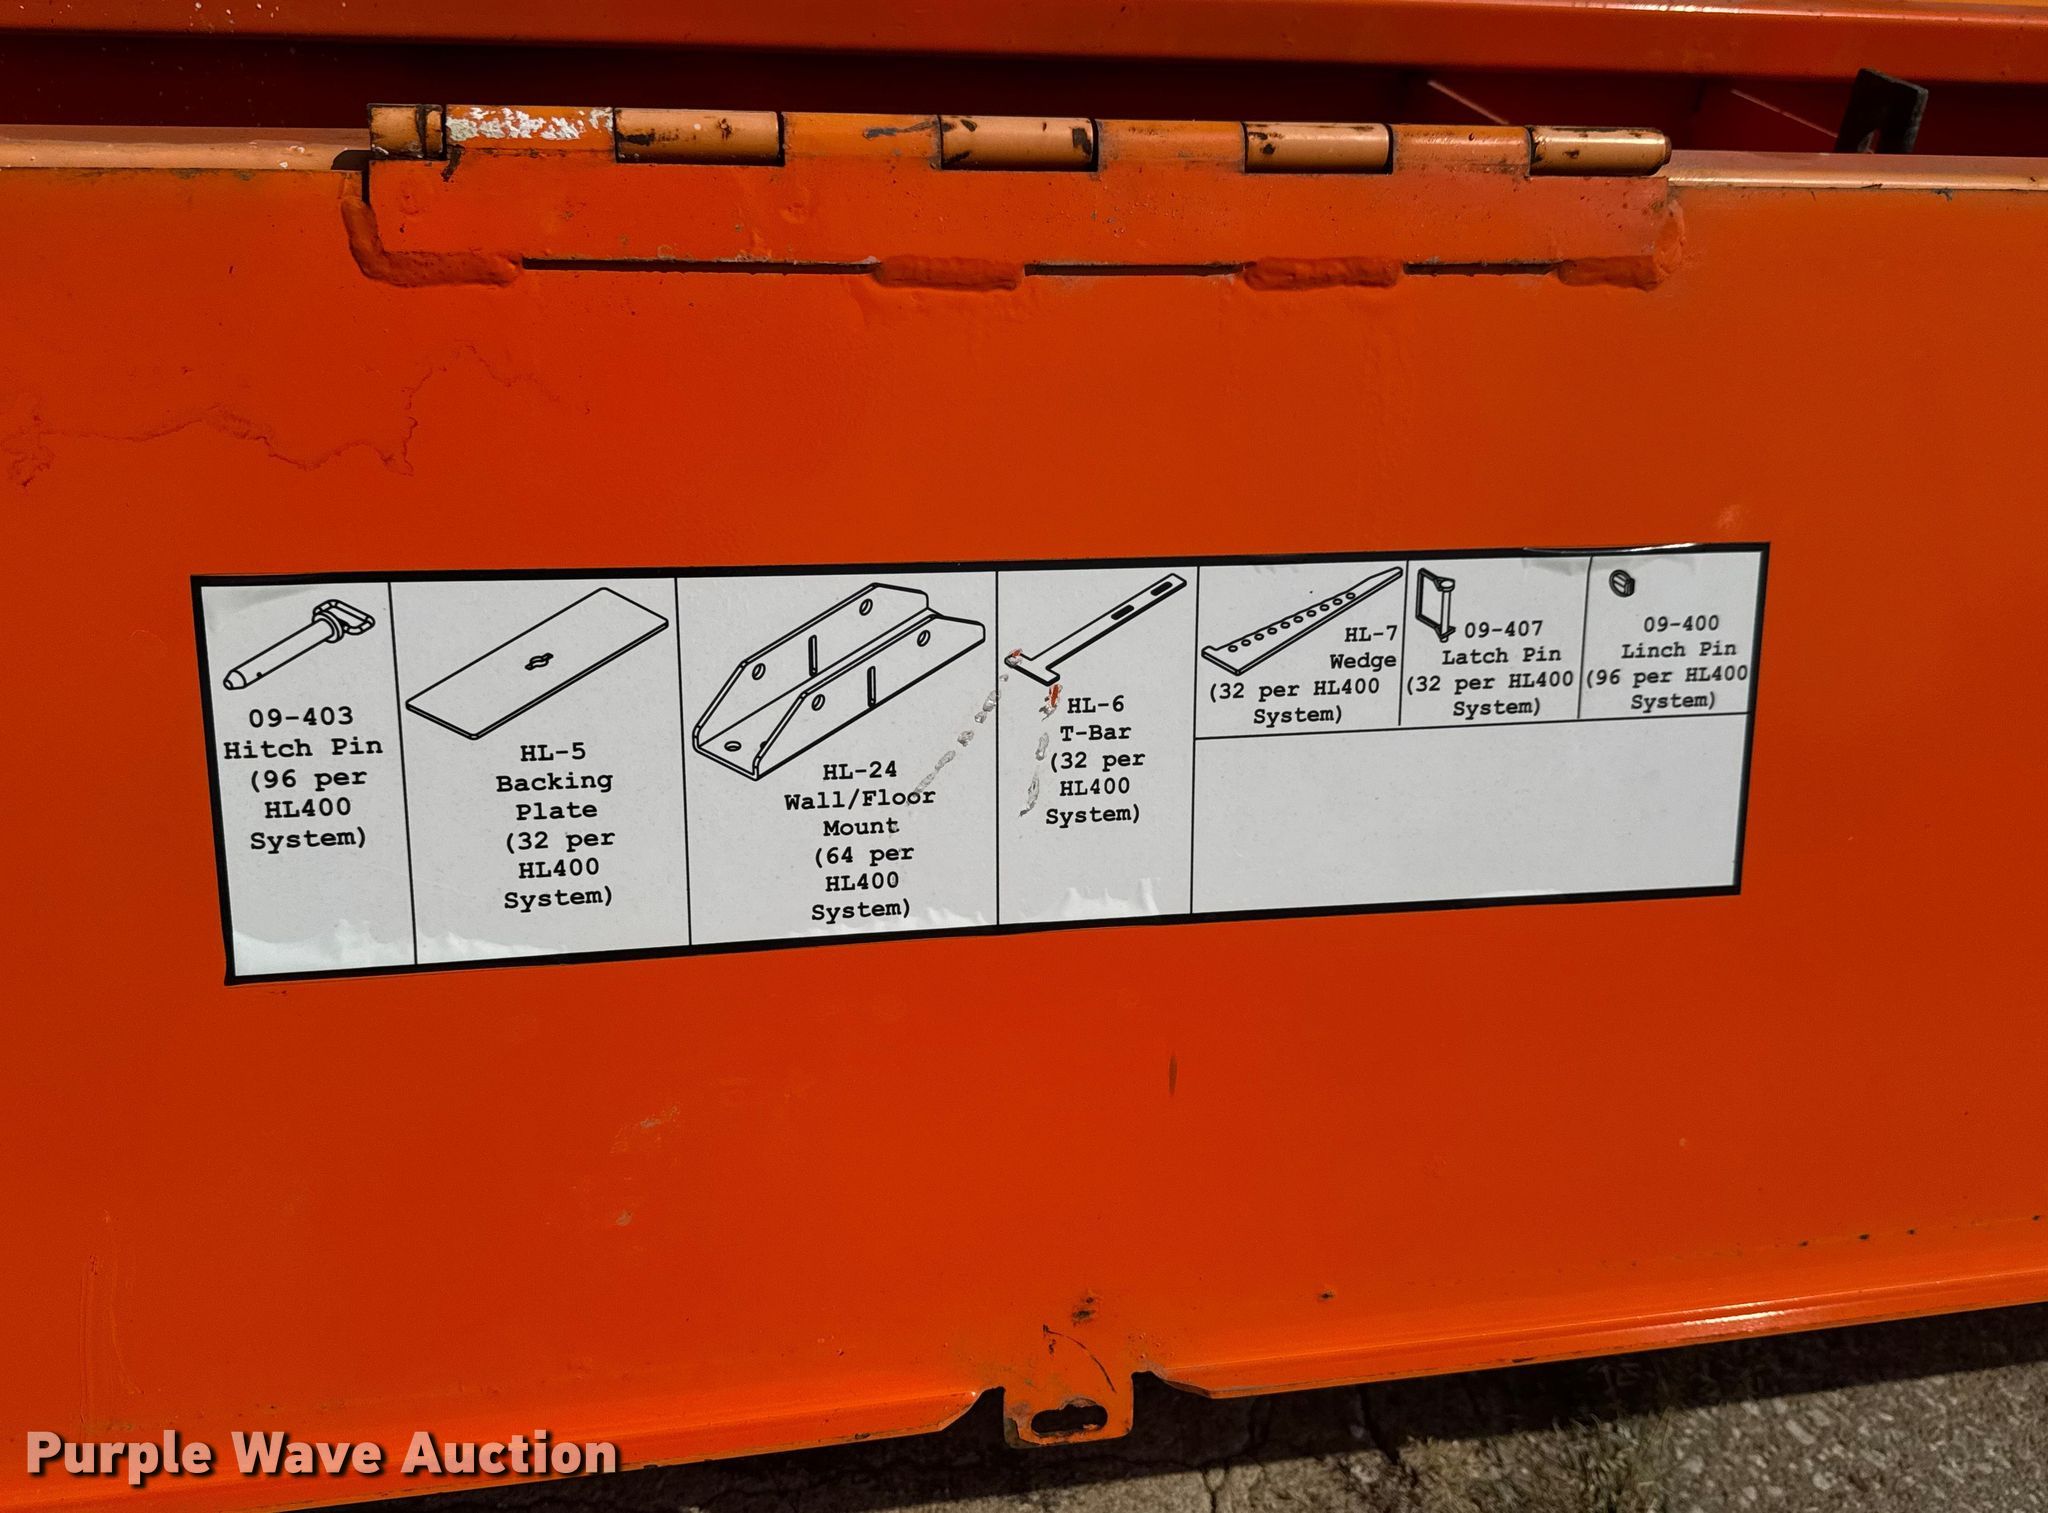 09-403
Hitch Pin
(96 per
HL400
System)
HL-5
Backing
Plate
(32 per
HL400
System)
HL-24
Wall/Floor
Mount
(64 per
HL400
System)
HL-6
T-Bar
(32 per
HL400
System)
HL-7
Wedge
(32 per HL400
System)
09-407
Latch Pin
(32 per HL400
System)
09-400
Linch Pin
(96 per HL400
System)
Purple Wave Auction